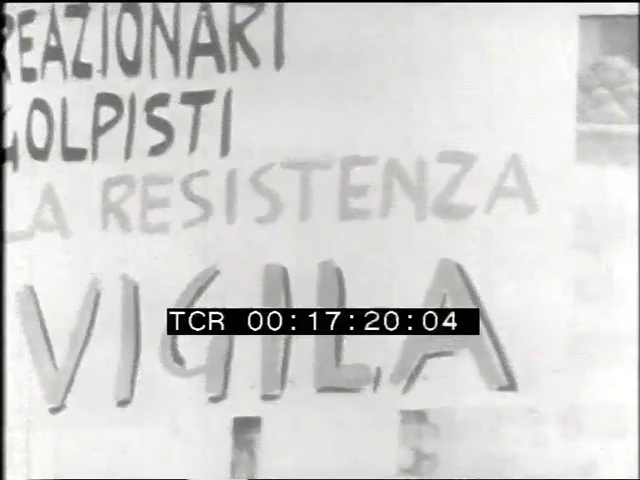 REAZIONARI
GOLPISTI
LA RESISTENZA
VIGILA
TCR 00:17:20:04